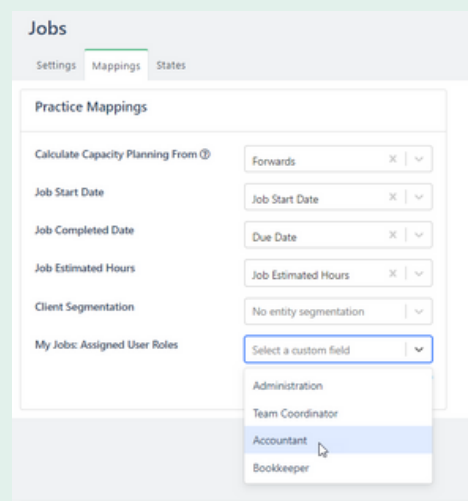 Jobs
Settings Mappings States
Practice Mappings
Calculate Capacity Planning From ? Forwards
Job Start Date Job Start Date
Job Completed Date Due Date
Job Estimated Hours Job Estimated Hours
Client Segmentation No entity segmentation
My Jobs: Assigned User Roles Select a custom field
Administration
Team Coordinator
Accountant
Bookkeeper